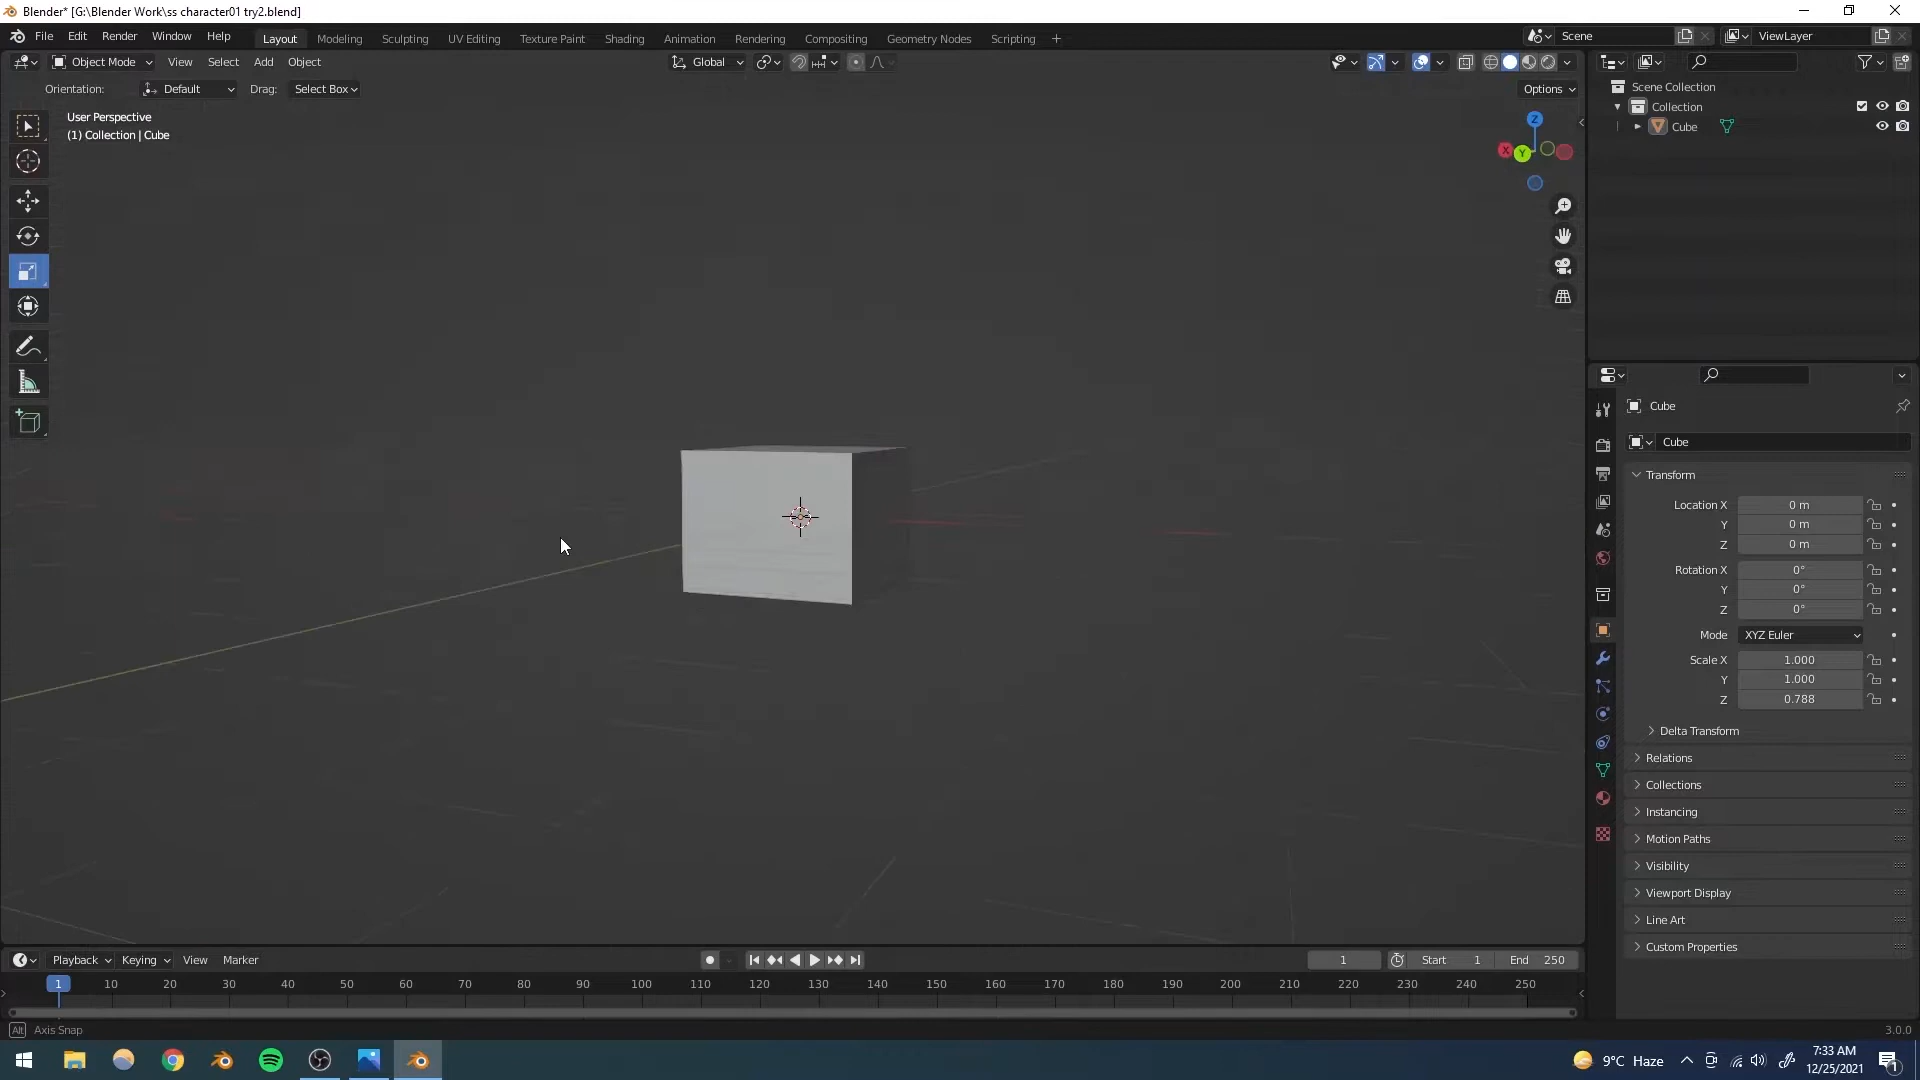 Blender* [G:\Blender Work\ss character01 try2.blend]
File Edit Render Window Help Layout Modeling Sculpting UV Editing Texture Paint Shading Animation Rendering Compositing Geometry Nodes Scripting + Scene ViewLayer
Object Mode View Select Add Object Global
Orientation: Default Drag: Select Box Options
User Perspective
(1) Collection | Cube
Z
X Y
Scene Collection
Collection
Cube
Cube
Cube
Transform
Location X 0 m
Y 0 m
Z 0 m
Rotation X 0°
Y 0°
Z 0°
Mode XYZ Euler
Scale X 1.000
Y 1.000
Z 0.788
Delta Transform
Relations
Collections
Instancing
Motion Paths
Visibility
Viewport Display
Line Art
Custom Properties
Playback Keying View Marker 1 Start 1 End 250
1 10 20 30 40 50 60 70 80 90 100 110 120 130 140 150 160 170 180 190 200 210 220 230 240 250
Alt Axis Snap 3.0.0
9°C Haze 7:33 AM
12/25/2021
1